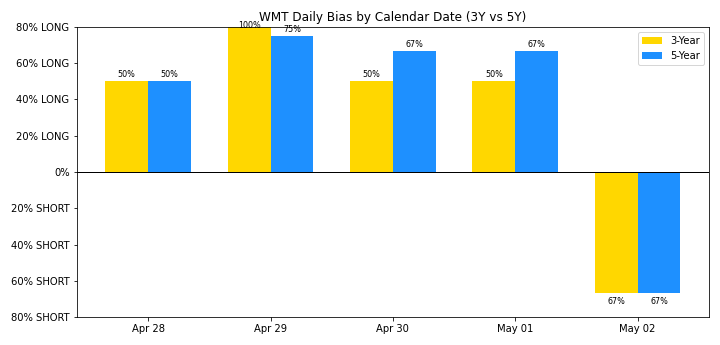 WMT Daily Bias by Calendar Date (3Y vs 5Y)
80% LONG
60% LONG
40% LONG
20% LONG
0%
20% SHORT
40% SHORT
60% SHORT
80% SHORT
50%
50%
100%
75%
50%
67%
50%
67%
67%
67%
3-Year
5-Year
Apr 28
Apr 29
Apr 30
May 01
May 02